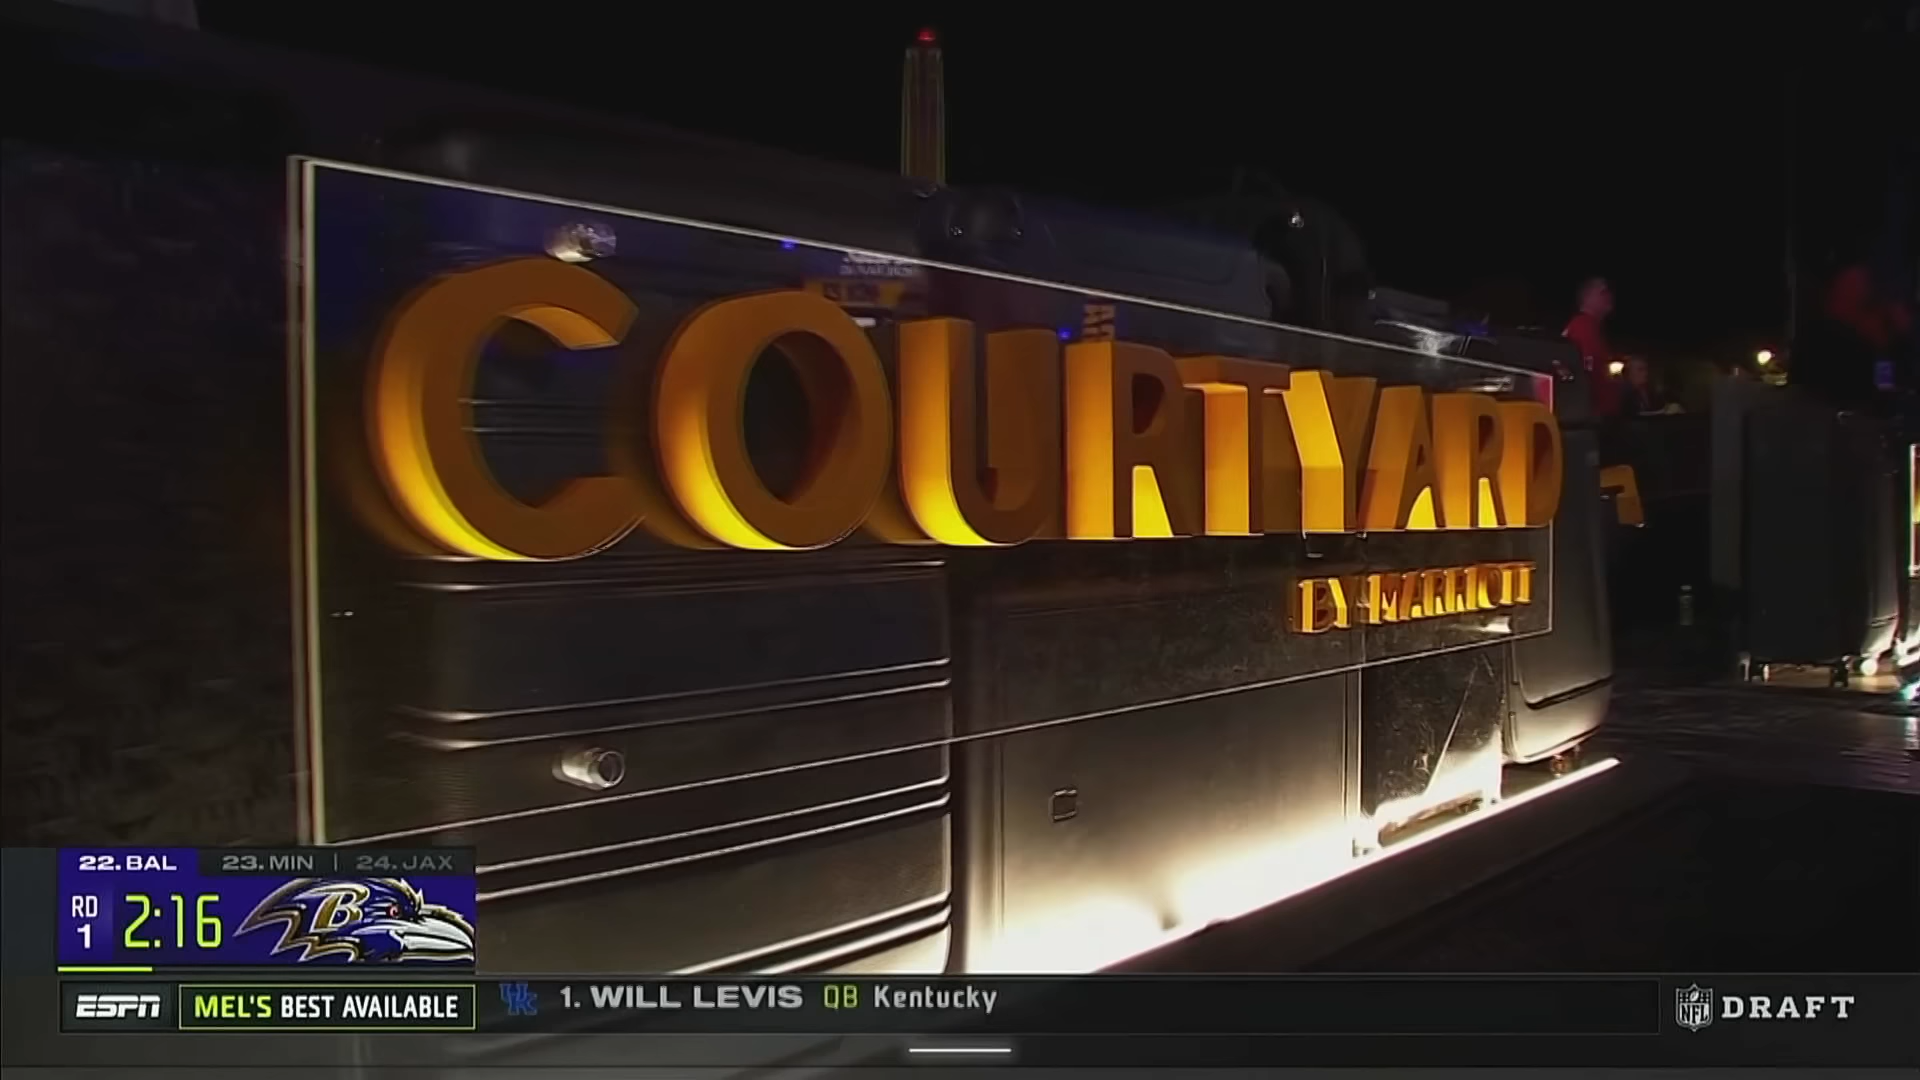 COURTYARD
BY MARRIOTT
22. BAL 23. MIN | 24. JAX
RD 1 2:16
B
ESPN MEL'S BEST AVAILABLE UK 1. WILL LEVIS QB Kentucky NFL DRAFT